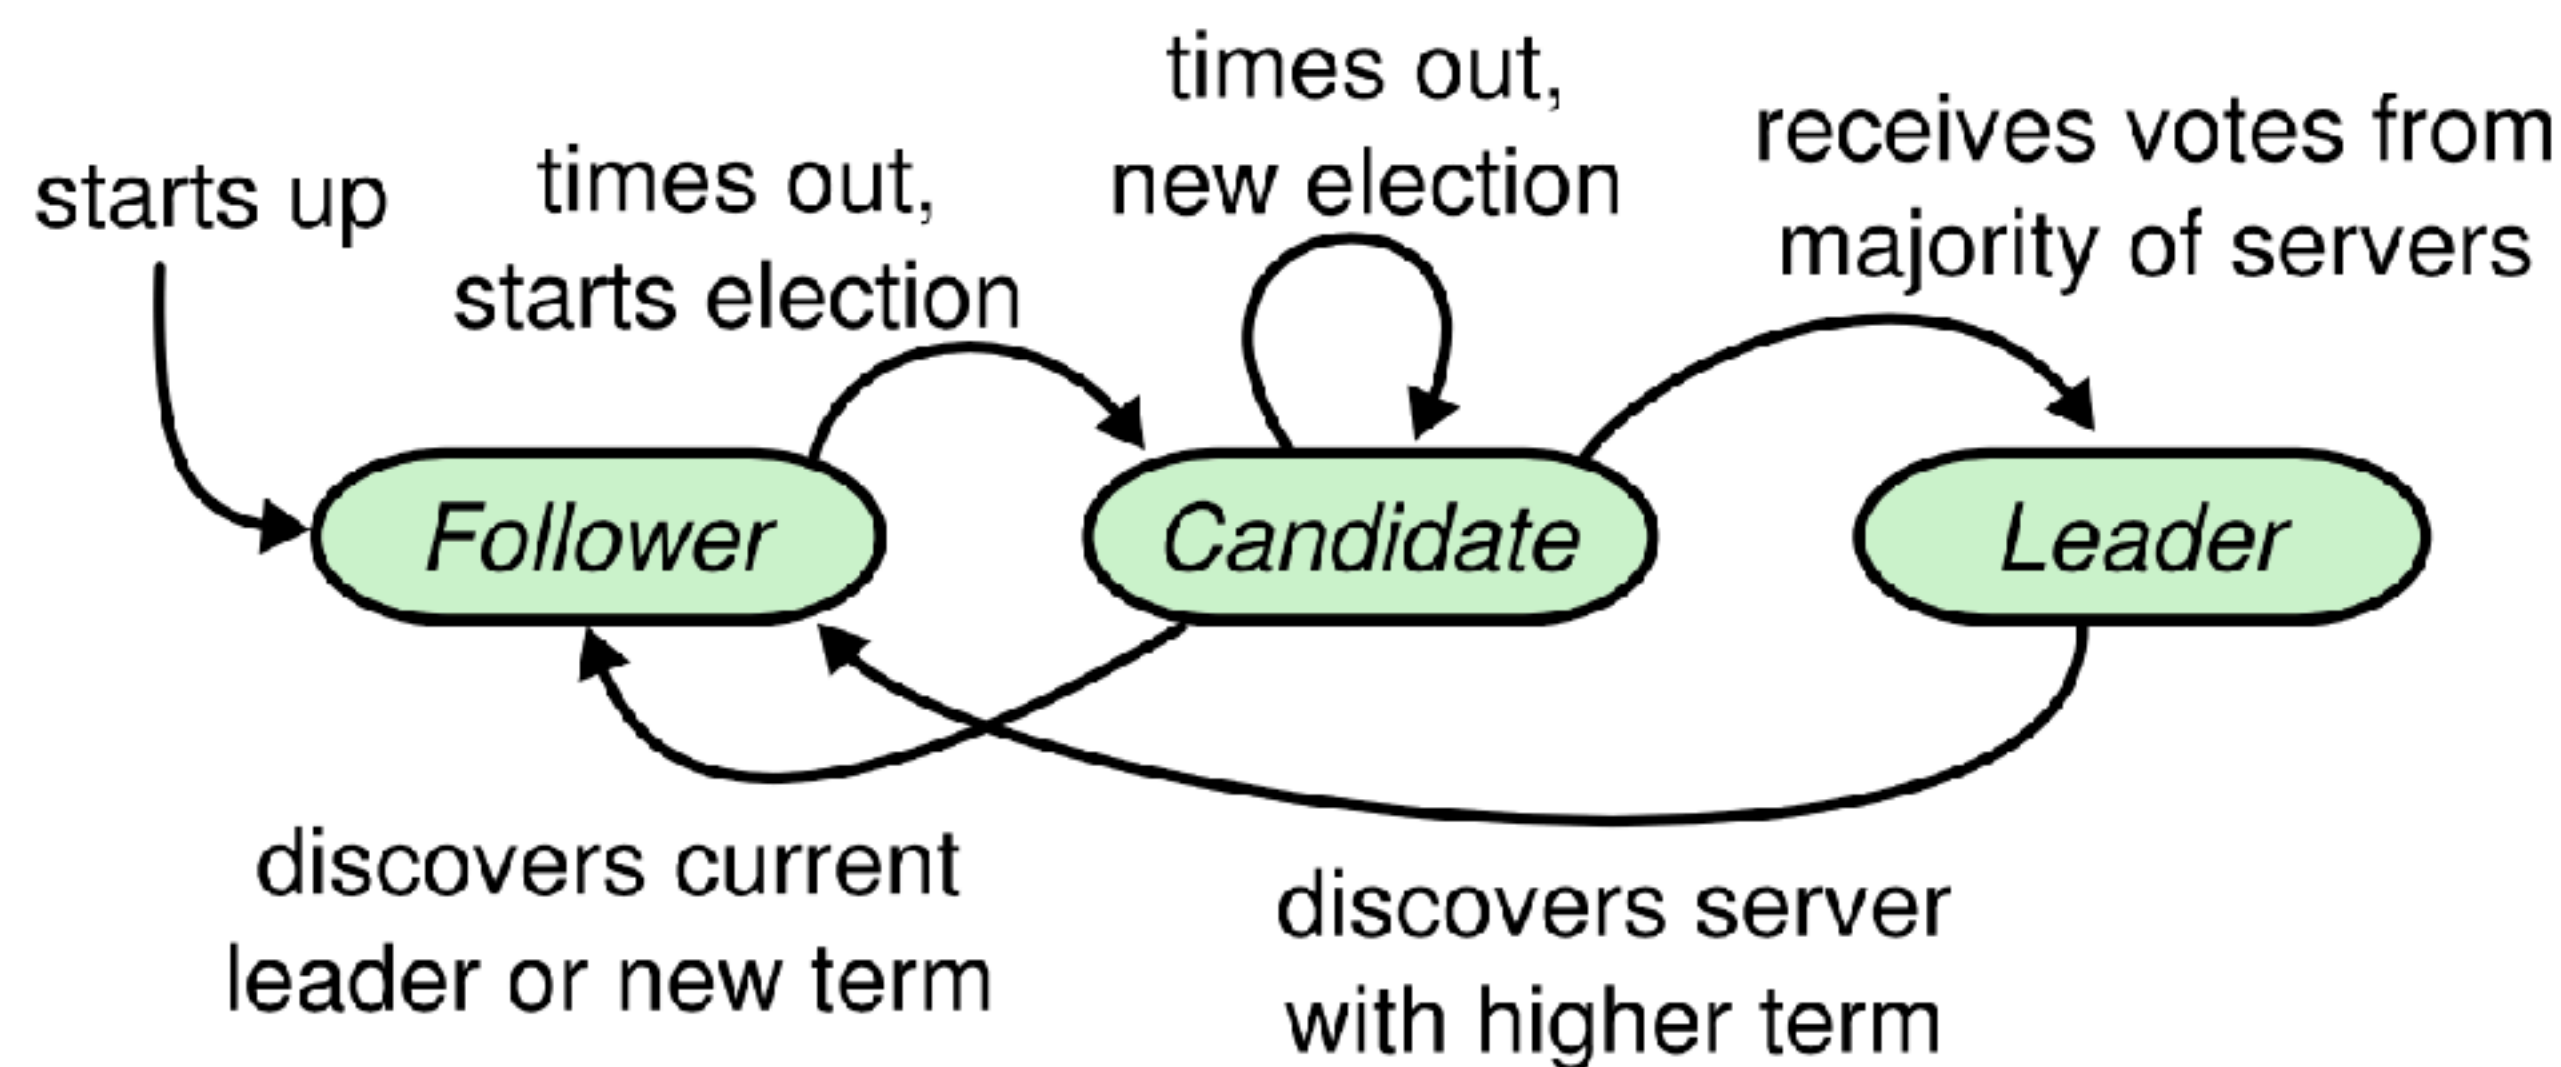 starts up
times out,
starts election
times out,
new election
receives votes from
majority of servers
Follower
Candidate
Leader
discovers current
leader or new term
discovers server
with higher term